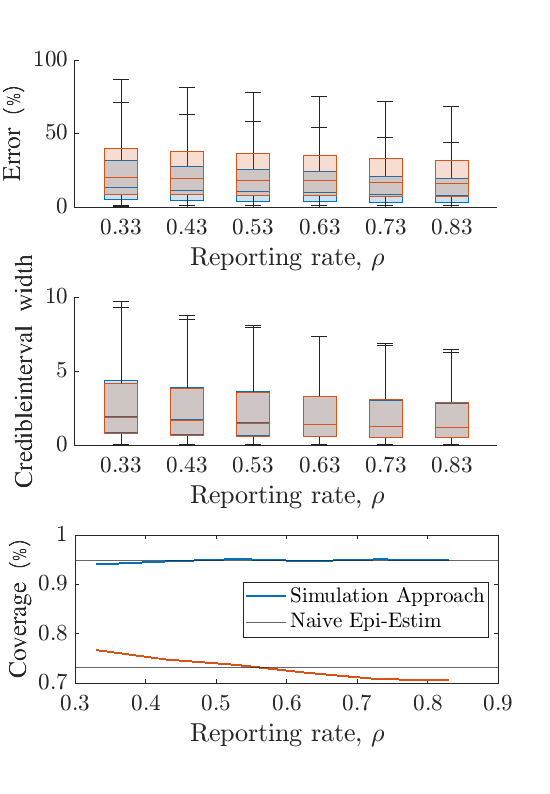 100
50
0
Error (%)
0.33 0.43 0.53 0.63 0.73 0.83
Reporting rate, ρ
10
5
0
Credibleinterval width
0.33 0.43 0.53 0.63 0.73 0.83
Reporting rate, ρ
1
0.9
0.8
0.7
Coverage (%)
Simulation Approach
Naive Epi-Estim
0.3 0.4 0.5 0.6 0.7 0.8 0.9
Reporting rate, ρ